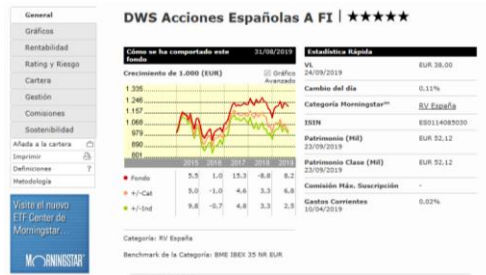 General
Gráficos
Rentabilidad
Rating y Riesgo
Cartera
Gestión
Comisiones
Sostenibilidad
Añada a la cartera
Imprimir
Definiciones ?
Metodología
Visite el nuevo
ETF Center de
Morningstar...
MORNINGSTAR
DWS Acciones Españolas A FI | ★★★★★
Cómo se ha comportado este fondo 31/08/2019
Crecimiento de 1.000 (EUR) Gráfico
Avanzado
1 335
1 246
1 157
1 068
979
890
801
2015 2016 2017 2018 2019
Fondo 5,5 1,0 15,3 -8,8 8,2
+/-Cat 5,0 -1,0 4,6 3,3 6,8
+/-Ind 9,8 -0,7 4,8 3,3 2,5
Categoría: RV España
Benchmark de la Categoría: BME IBEX 35 NR EUR
Estadística Rápida
VL
24/09/2019 EUR 38,00
Cambio del día 0,11%
Categoría Morningstar™ RV España
ISIN ES0114085030
Patrimonio (Mil)
23/09/2019 EUR 52,12
Patrimonio Clase (Mil)
23/09/2019 EUR 52,12
Comisión Máx. Suscripción -
Gastos Corrientes
10/04/2019 0,02%